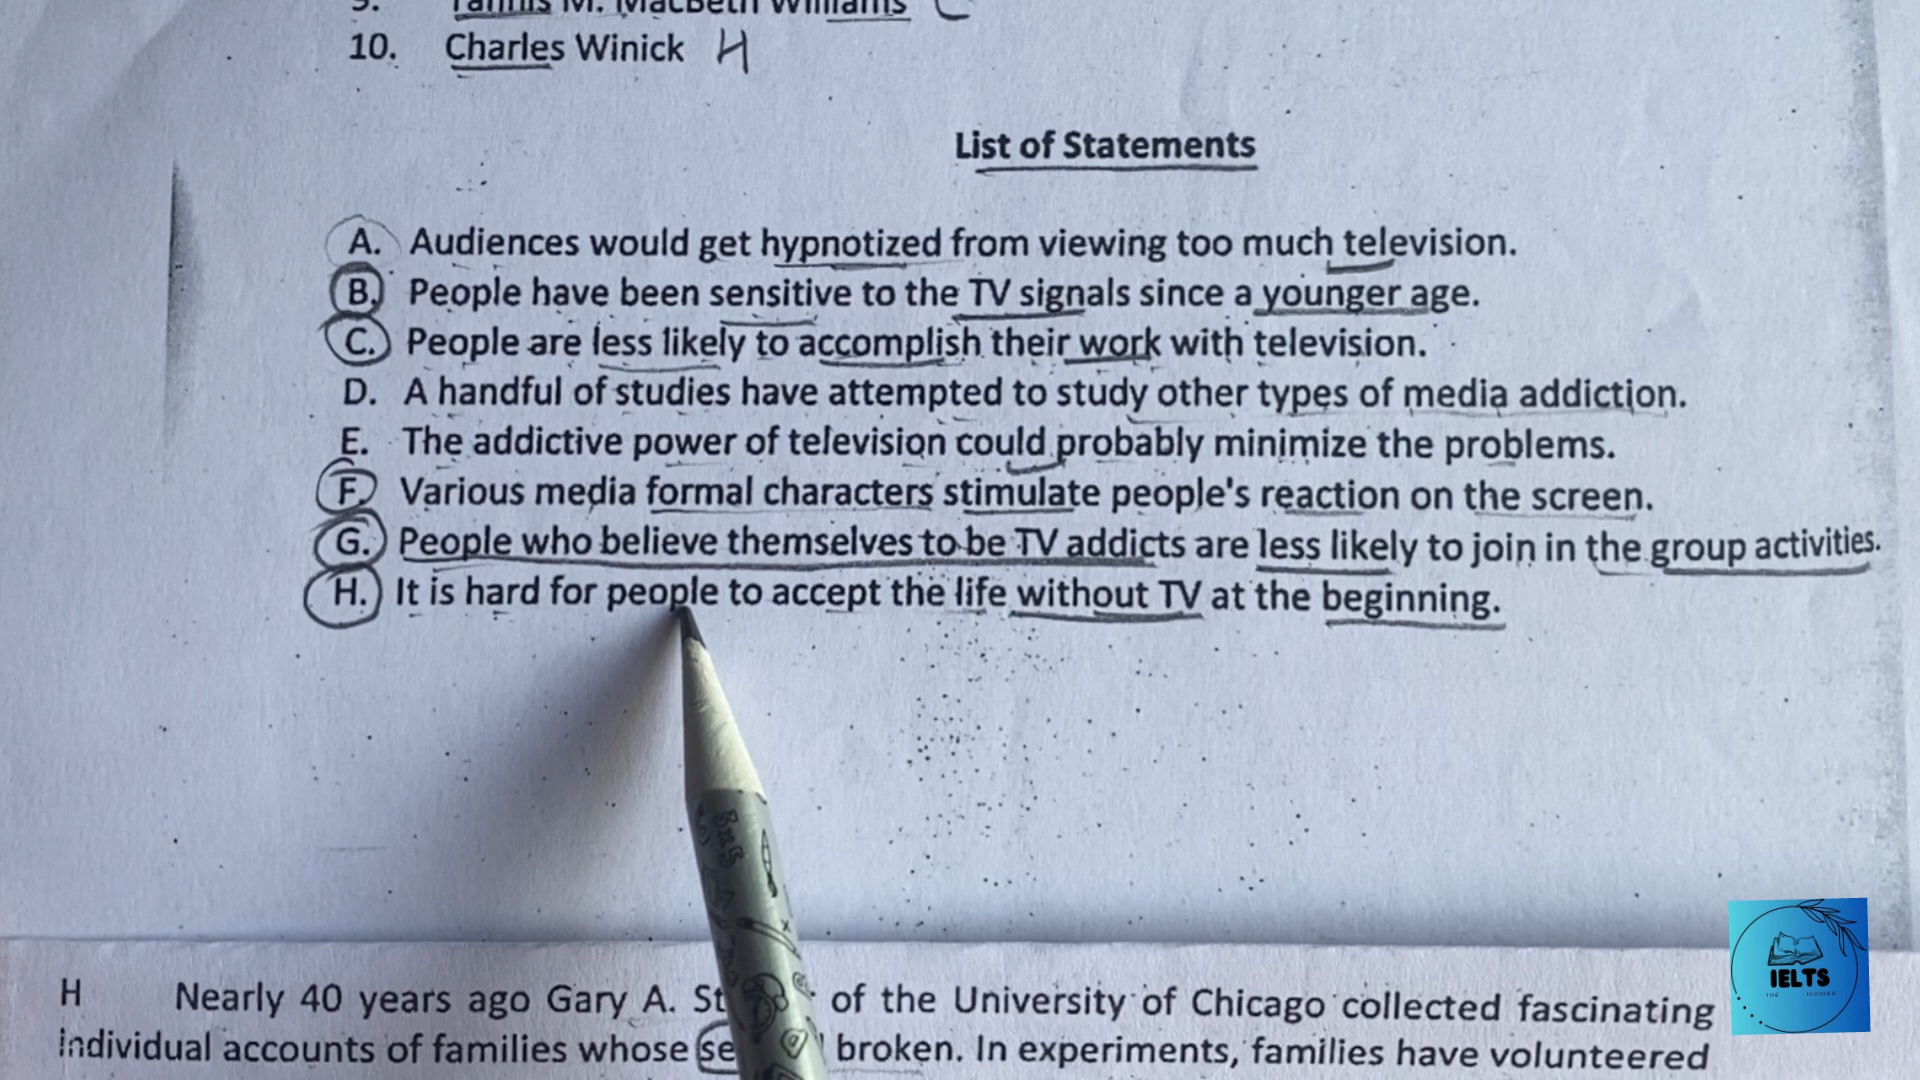 9. Tannis M. MacBeth Williams C
10. Charles Winick H
List of Statements
A. Audiences would get hypnotized from viewing too much television.
B. People have been sensitive to the TV signals since a younger age.
C. People are less likely to accomplish their work with television.
D. A handful of studies have attempted to study other types of media addiction.
E. The addictive power of television could probably minimize the problems.
F. Various media formal characters stimulate people's reaction on the screen.
G. People who believe themselves to be TV addicts are less likely to join in the group activities.
H. It is hard for people to accept the life without TV at the beginning.
H Nearly 40 years ago Gary A. of the University of Chicago collected fascinating
individual accounts of families whose broken. In experiments, families have volunteered
IELTS
THE